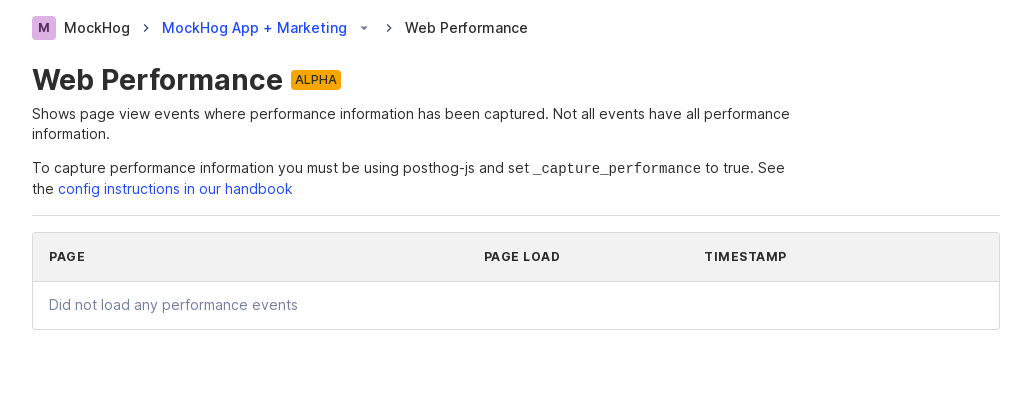 M MockHog MockHog App + Marketing Web Performance
Web Performance ALPHA
Shows page view events where performance information has been captured. Not all events have all performance
information.
To capture performance information you must be using posthog-js and set _capture_performance to true. See
the config instructions in our handbook
PAGE PAGE LOAD TIMESTAMP
Did not load any performance events